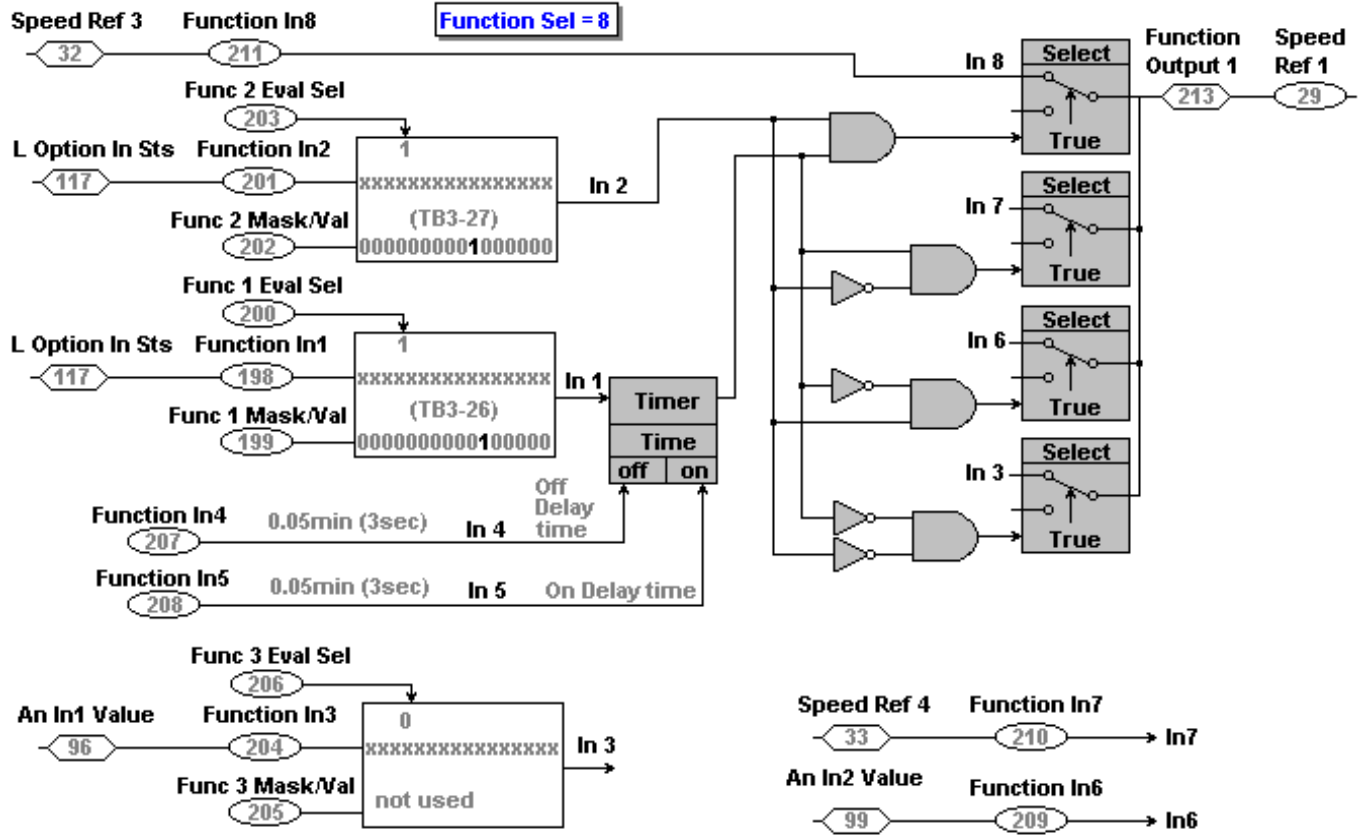 Speed Ref 3 Function In8 Function Sel = 8
32 211
In 8 Select
True
Function Output 1
Speed Ref 1
213 29
Func 2 Eval Sel
203
L Option In Sts Function In2
1
117 201 xxxxxxxxxxxxxxxx
In 2
Func 2 Mask/Val
(TB3-27)
202 0000000001000000
In 7 Select
True
Func 1 Eval Sel
200
L Option In Sts Function In1
1
117 198 xxxxxxxxxxxxxxxx
In 1
Func 1 Mask/Val
(TB3-26)
199 0000000000100000
Timer
Time
off on
In 6 Select
True
In 3 Select
True
Function In4
207
0.05min (3sec) In 4
Off
Delay
time
Function In5
208
0.05min (3sec) In 5 On Delay time
Func 3 Eval Sel
206
An In1 Value Function In3
0
96 204 xxxxxxxxxxxxxxxx
In 3
Func 3 Mask/Val
205
not used
Speed Ref 4 Function In7
33 210 In7
An In2 Value Function In6
99 209 In6